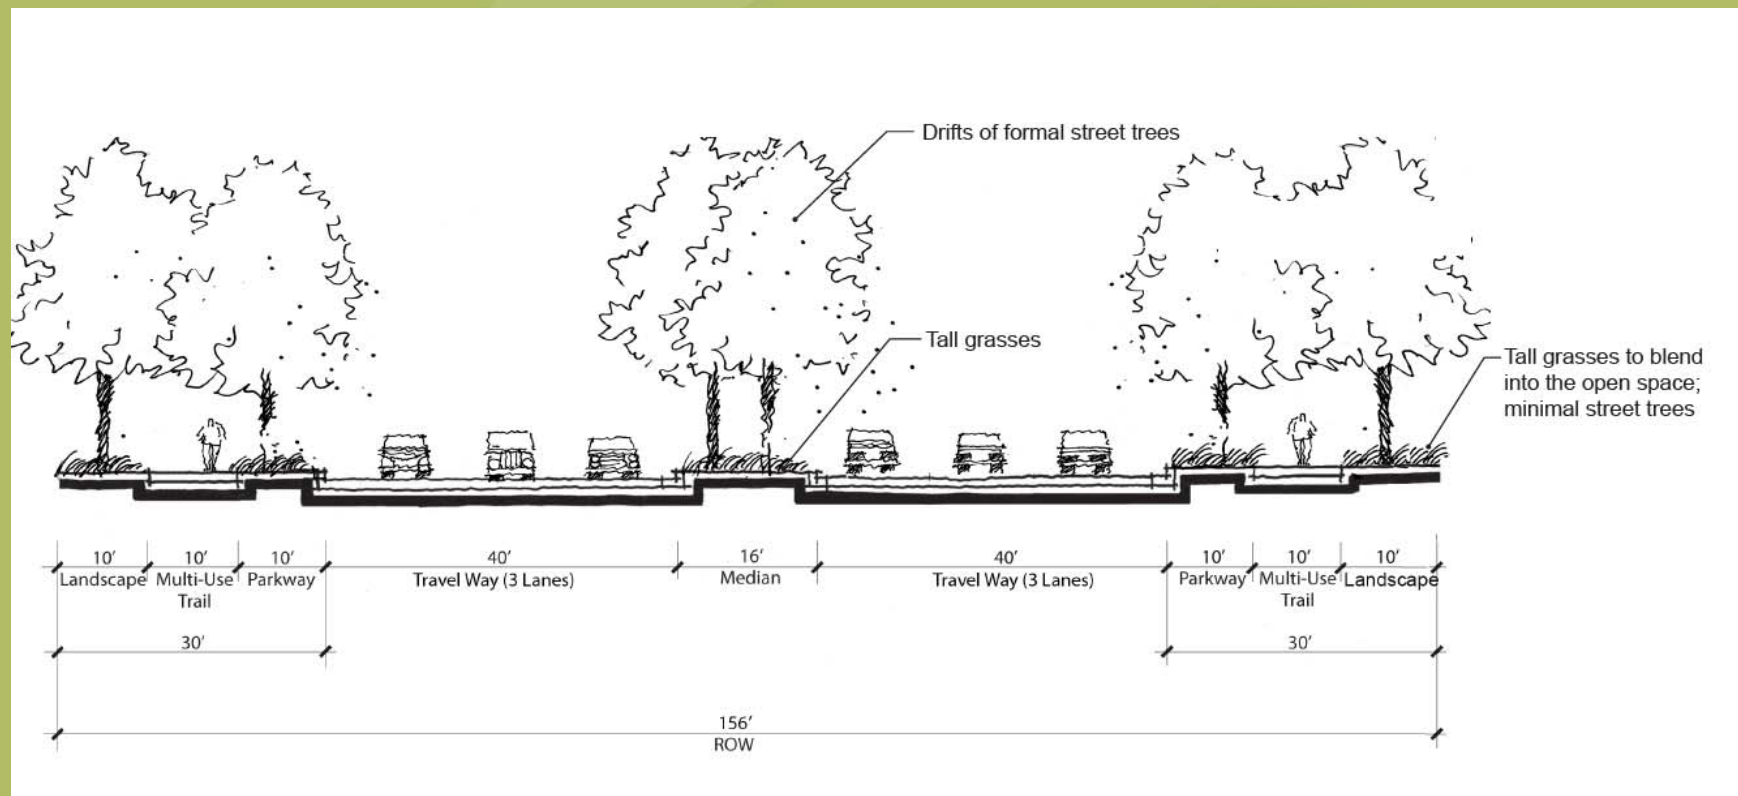 Drifts of formal street trees
Tall grasses
Tall grasses to blend
into the open space;
minimal street trees
10' 10' 10' 40' 16' 40' 10' 10' 10'
Landscape Multi-Use Parkway Travel Way (3 Lanes) Median Travel Way (3 Lanes) Parkway Multi-Use Landscape
Trail Trail
30' 30'
156'
ROW